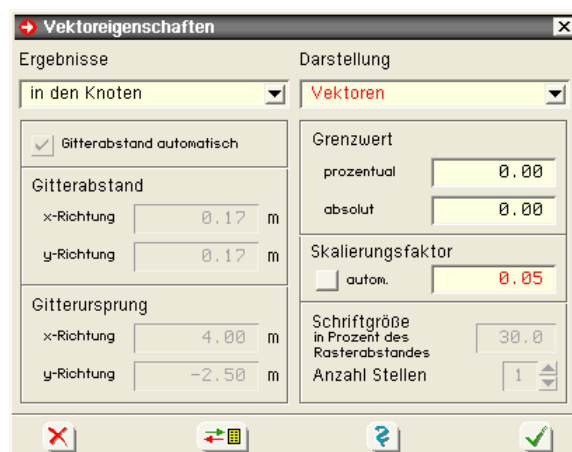 Vektoreigenschaften
Ergebnisse
in den Knoten
Gitterabstand automatisch
Gitterabstand
x-Richtung 0.17 m
y-Richtung 0.17 m
Gitterursprung
x-Richtung 4.00 m
y-Richtung -2.50 m
Darstellung
Vektoren
Grenzwert
prozentual 0.00
absolut 0.00
Skalierungsfaktor
autom. 0.05
Schriftgröße
in Prozent des
Rasterabstandes 30.0
Anzahl Stellen 1